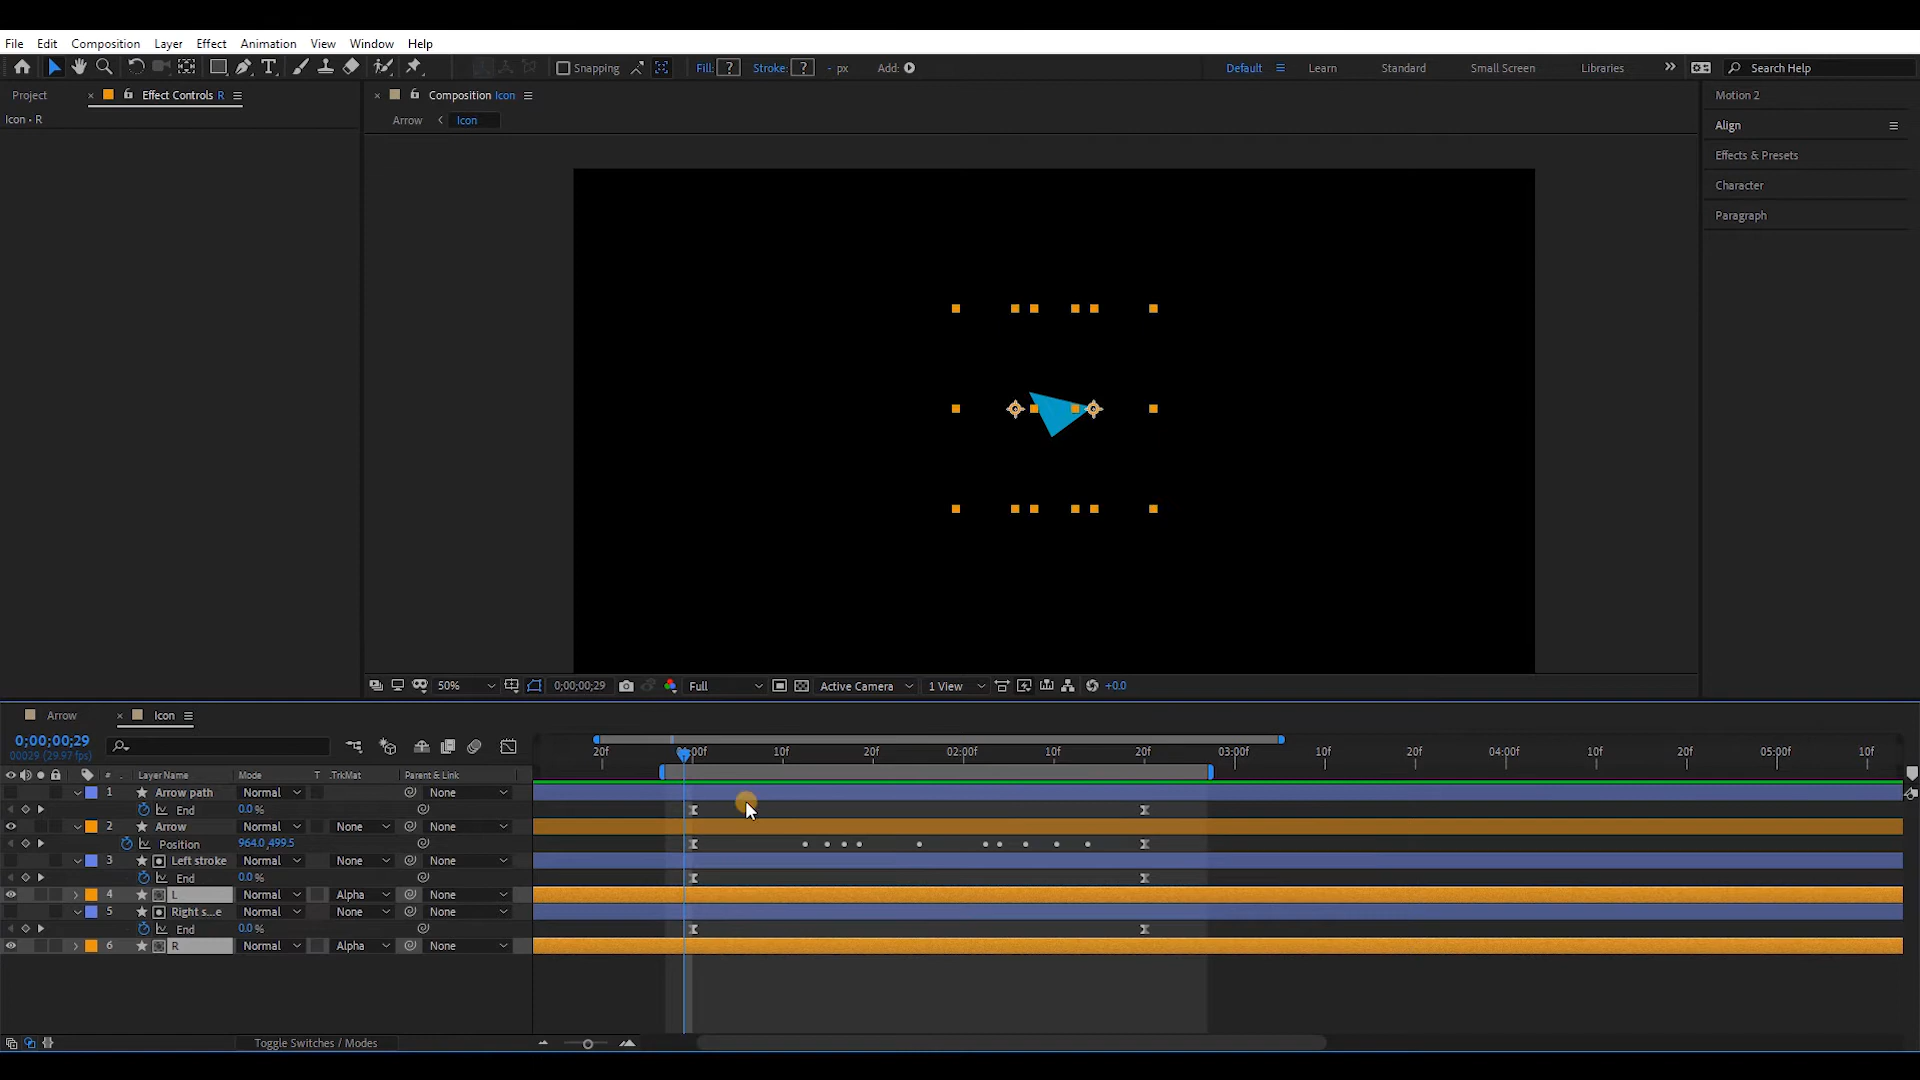 File Edit Composition Layer Effect Animation View Window Help
Snapping Fill: ? Stroke: ? - px Add: Default Learn Standard Small Screen Libraries Search Help
Project Effect Controls R Composition Icon Motion 2
Icon • R Arrow Icon Align
Effects & Presets
Character
Paragraph
50% 0;00;00;29 Full Active Camera 1 View +0.0
Arrow Icon
0;00;00;29
00029 (29.97 fps) 20f 10f 20f 02:00f 10f 20f 03:00f 10f 20f 04:00f 10f 20f 05:00f 10f
# Layer Name Mode T .TrkMat Parent & Link
1 Arrow path Normal None
End 0.0 %
2 Arrow Normal None None
Position 964.0,499.5
3 Left stroke Normal None None
End 0.0 %
4 L Normal Alpha None
5 Right s...e Normal None None
End 0.0 %
6 R Normal Alpha None
Toggle Switches / Modes